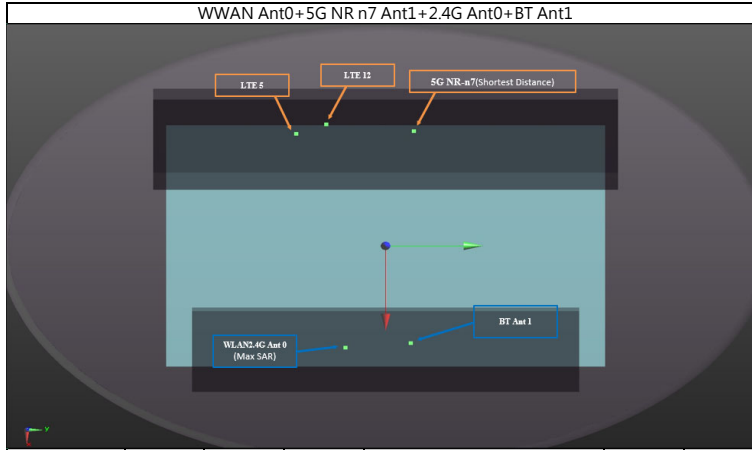 WWAN Ant0+5G NR n7 Ant1+2.4G Ant0+BT Ant1
LTE 5
LTE 12
5G NR-n7(Shortest Distance)
WLAN2.4G Ant 0
(Max SAR)
BT Ant 1
Y